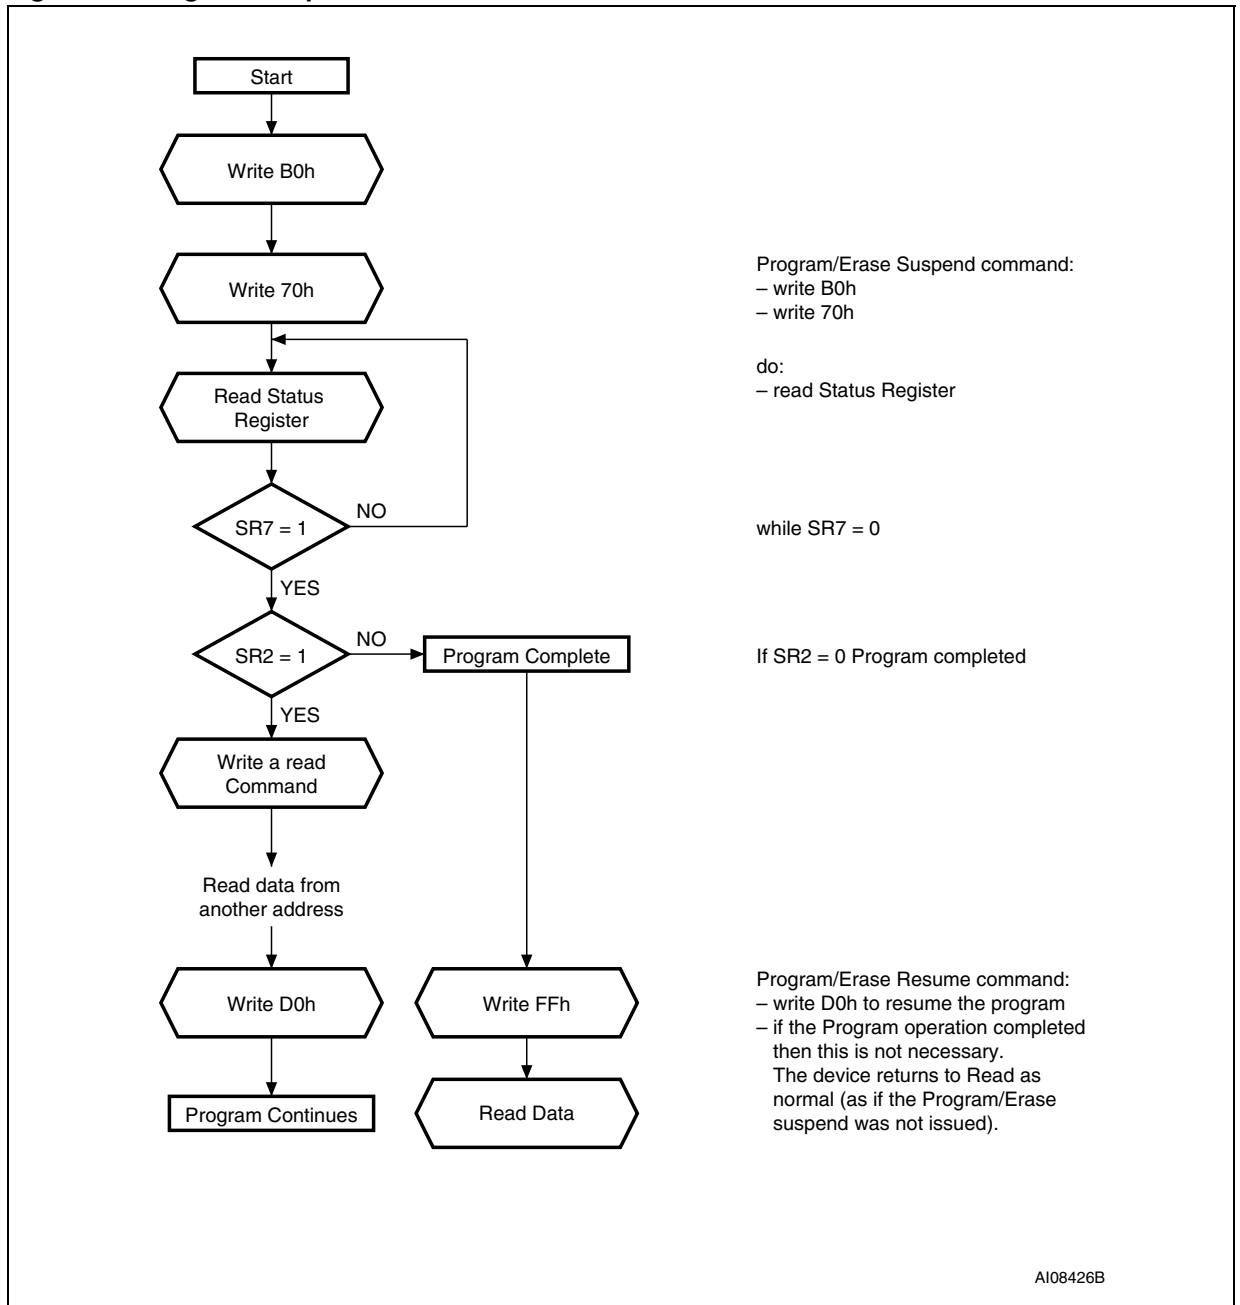 Start
Write B0h
Write 70h
Program/Erase Suspend command:
– write B0h
– write 70h
do:
– read Status Register
Read Status
Register
SR7 = 1
NO
while SR7 = 0
YES
SR2 = 1
NO
Program Complete
If SR2 = 0 Program completed
YES
Write a read
Command
Read data from
another address
Write D0h
Write FFh
Program/Erase Resume command:
– write D0h to resume the program
– if the Program operation completed
then this is not necessary.
The device returns to Read as
normal (as if the Program/Erase
suspend was not issued).
Program Continues
Read Data
AI08426B